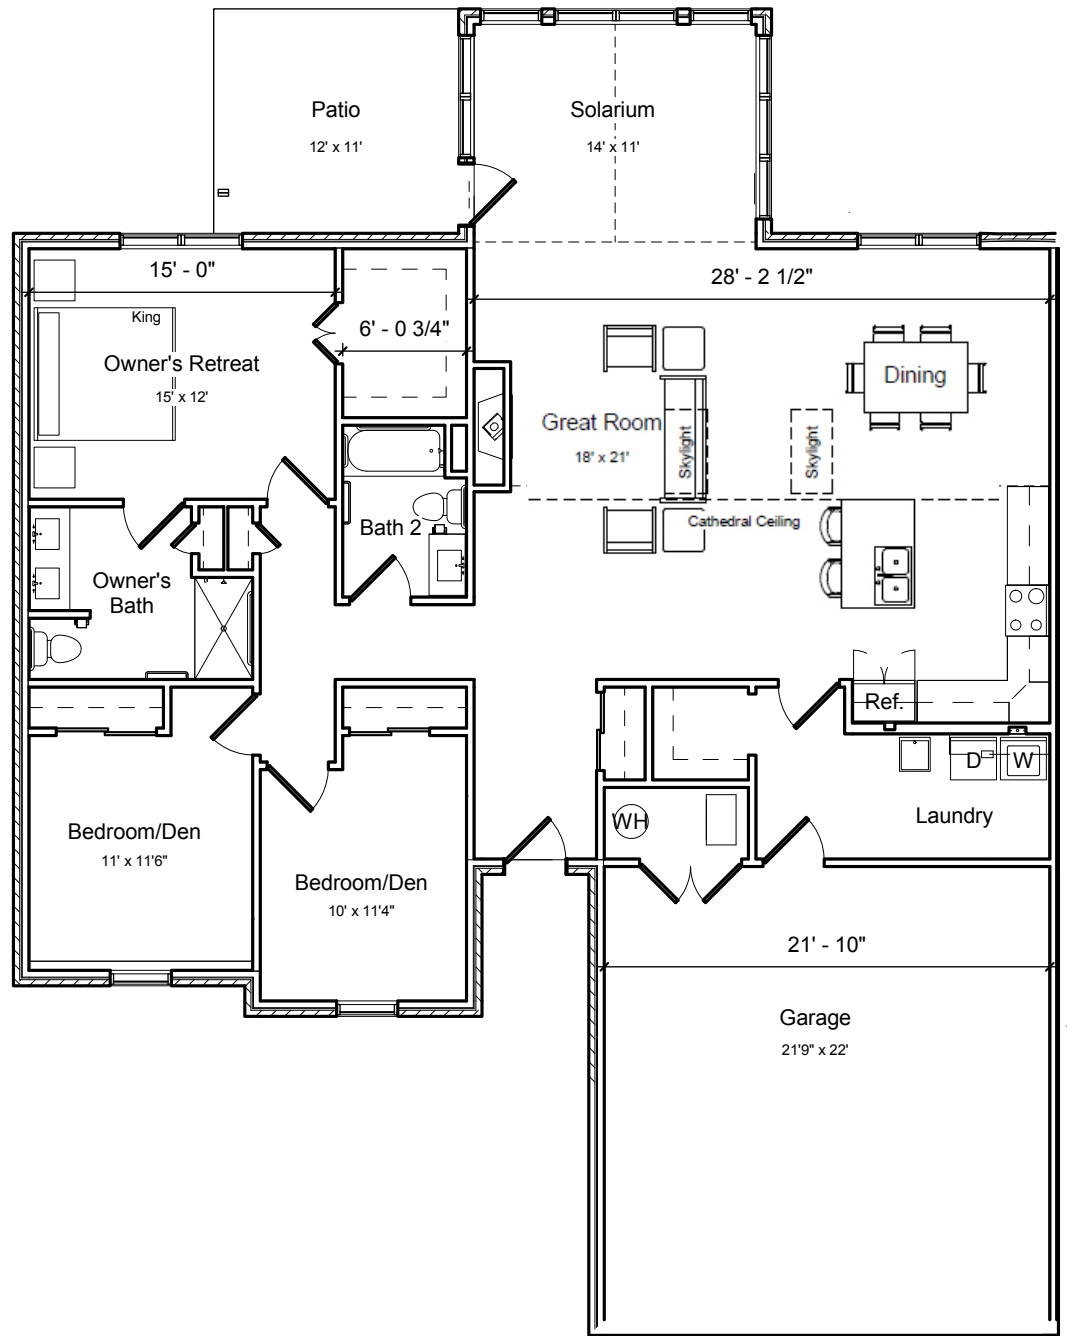 Patio
12' x 11'
Solarium
14' x 11'
15' - 0"
28' - 2 1/2"
King
6' - 0 3/4"
Owner's Retreat
15' x 12'
Dining
Great Room
18' x 21'
Skylight
Skylight
Cathedral Ceiling
Bath 2
Owner's
Bath
Ref.
D
W
Laundry
WH
Bedroom/Den
11' x 11'6"
Bedroom/Den
10' x 11'4"
21' - 10"
Garage
21'9" x 22'